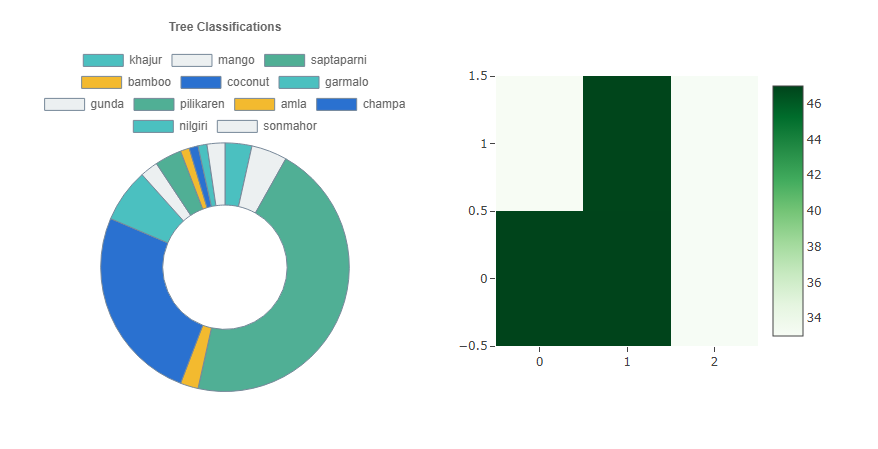 Tree Classifications
khajur mango saptaparni
bamboo coconut garmalo
gunda pilikaren amla champa
nilgiri sonmahor
1.5
1
0.5
0
−0.5
0 1 2
46
44
42
40
38
36
34